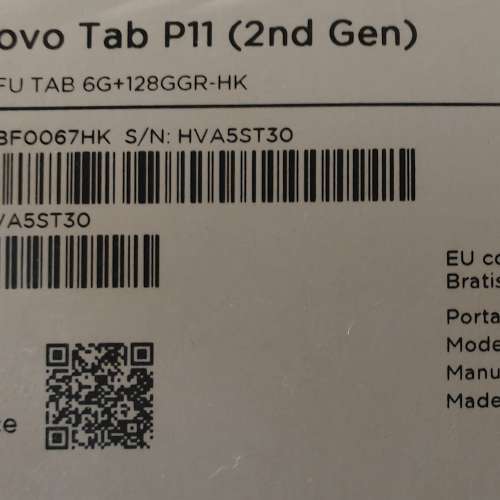 ovo Tab P11 (2nd Gen)
FU TAB 6G+128GGR-HK
BF0067HK S/N: HVA5ST30
VA5ST30
EU co
Bratis
Porta
Mode
Manu
Made
ce